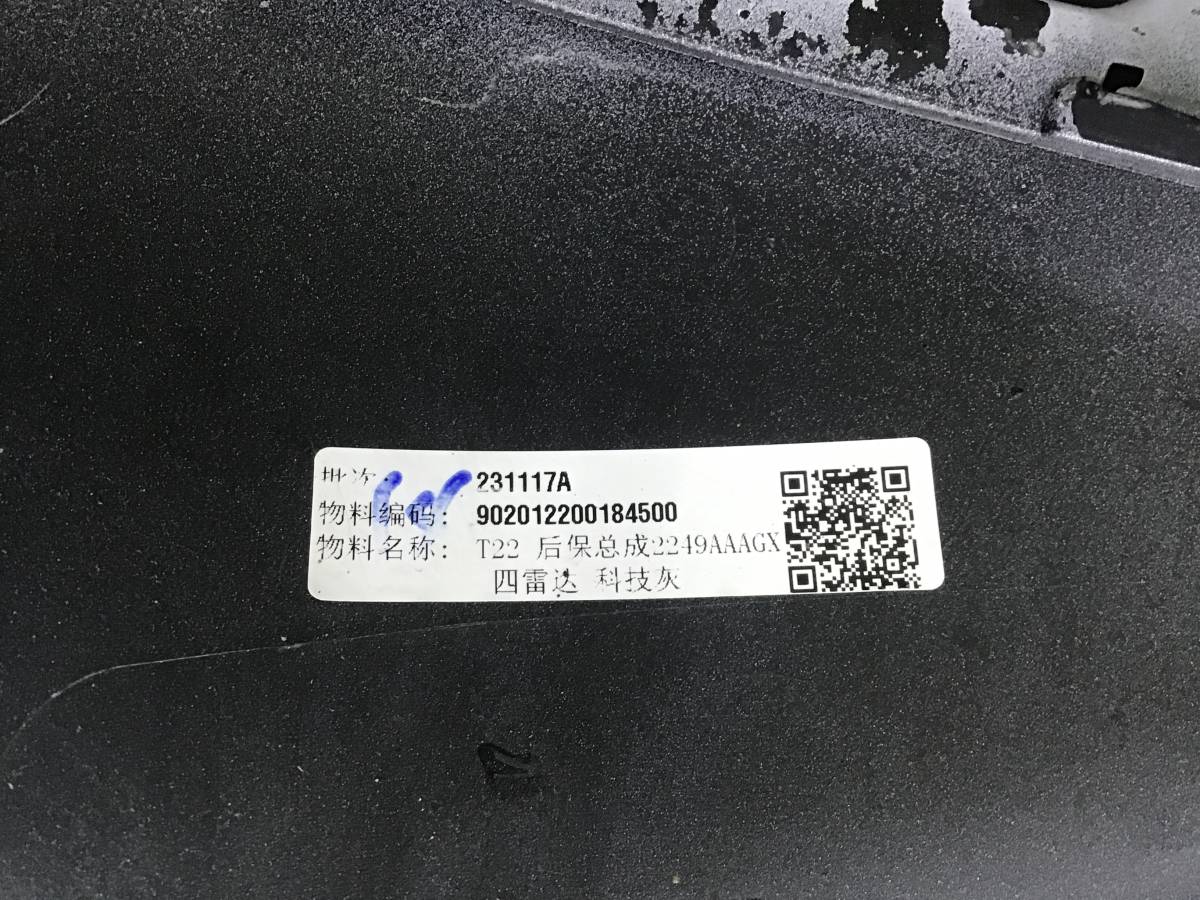 批次: 231117A
物料编码: 902012200184500
物料名称: T22 后保总成2249AAAGX
四雷达 科技灰